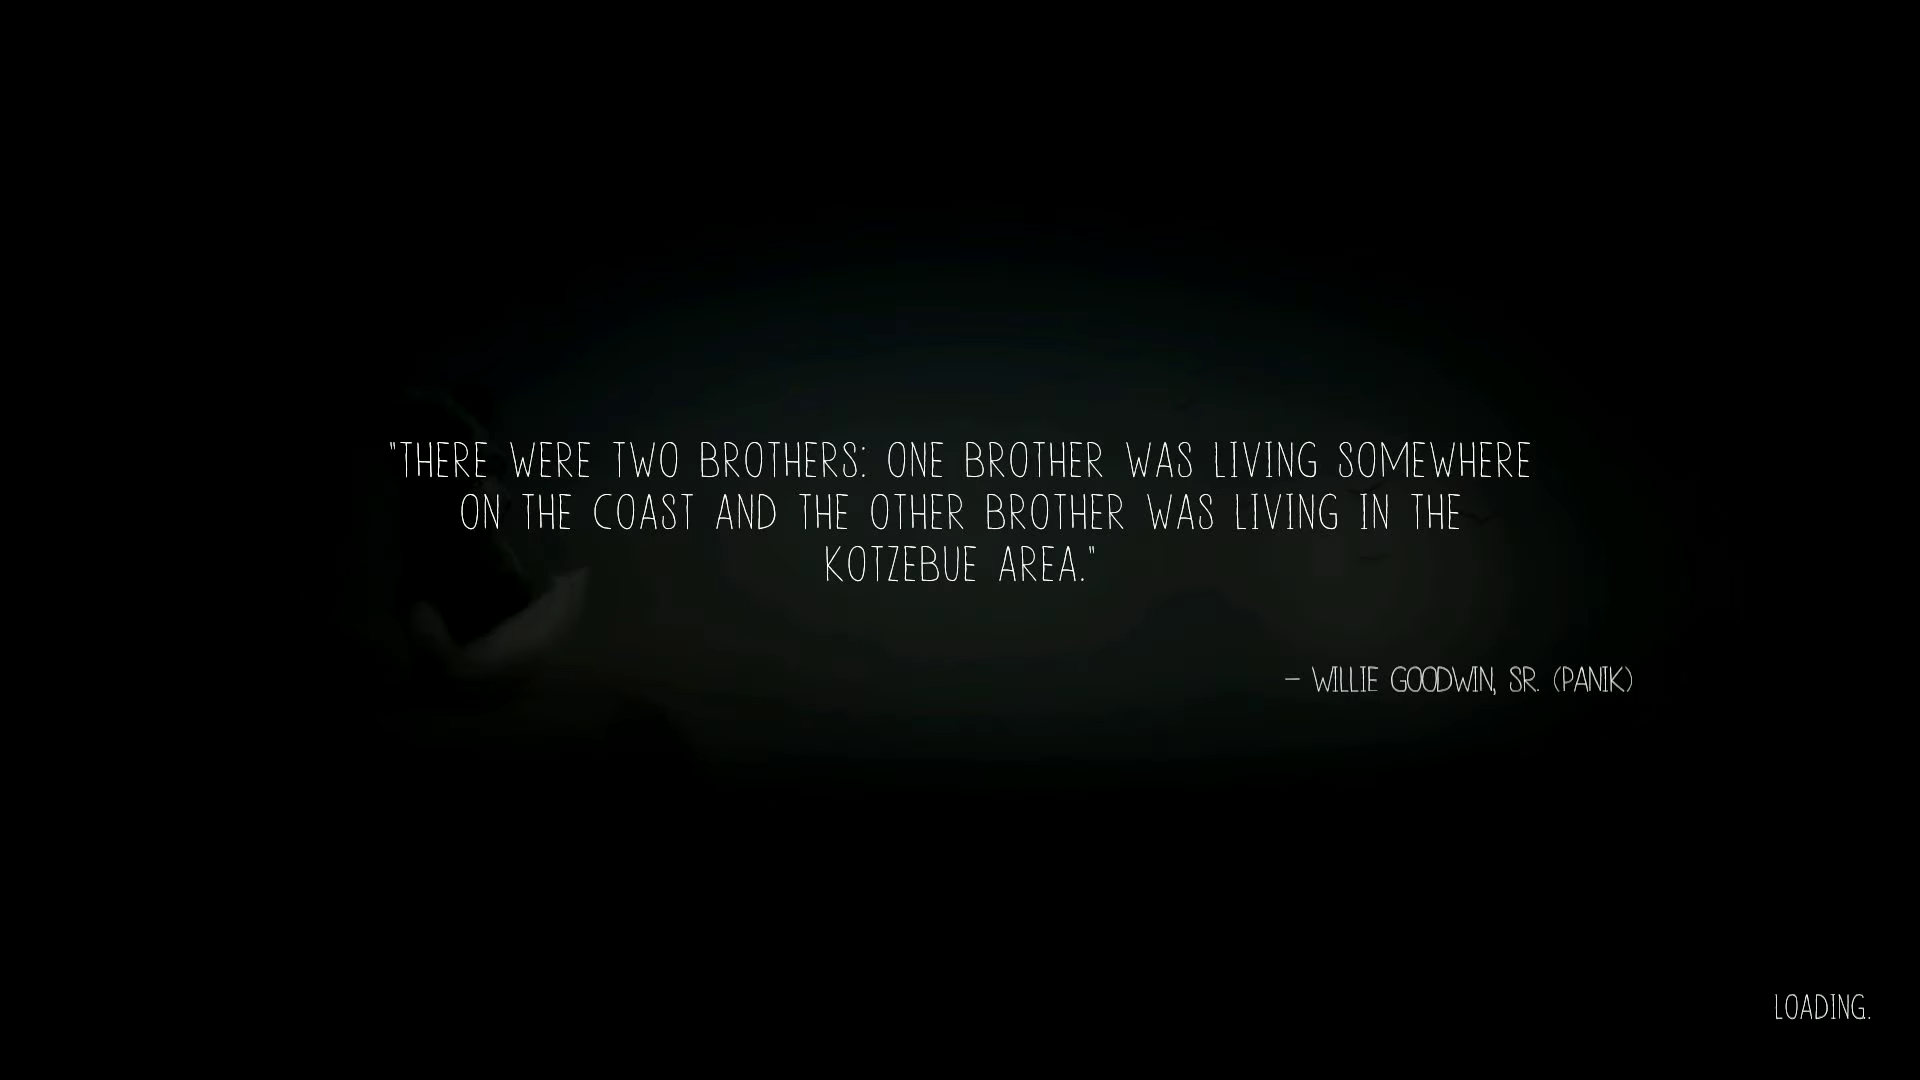 "THERE WERE TWO BROTHERS: ONE BROTHER WAS LIVING SOMEWHERE
ON THE COAST AND THE OTHER BROTHER WAS LIVING IN THE
KOTZEBUE AREA."
– WILLIE GOODWIN, SR. (PANIK)
LOADING.